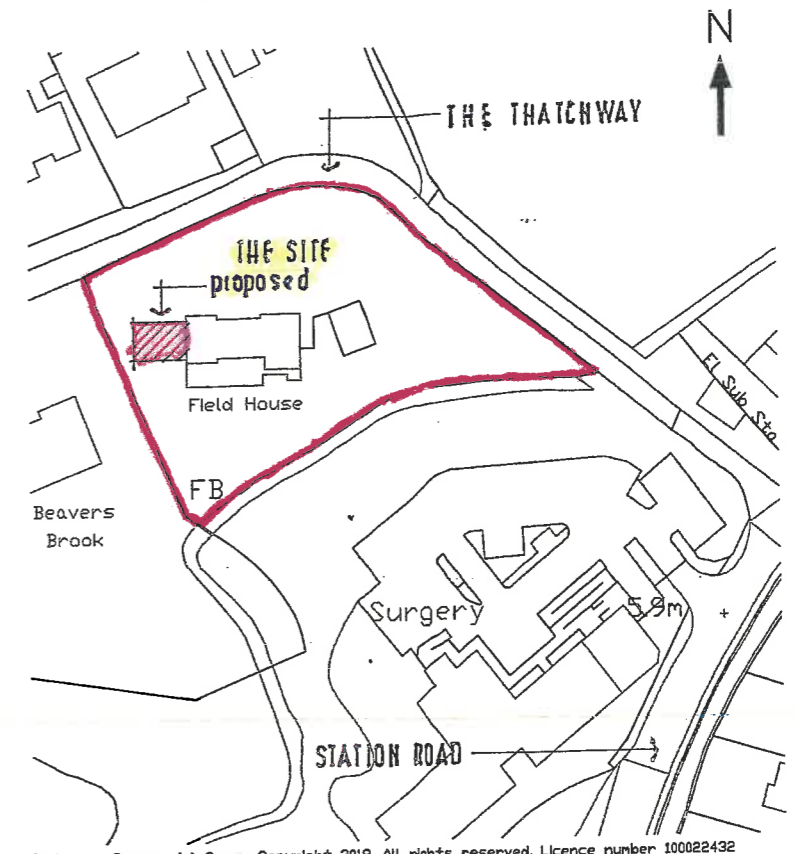 N
THE THATCHWAY
THE SITE
proposed
Field House
El Sub Sta
FB
Beavers
Brook
Surgery
5.9m
STATION ROAD
Copyright 2019. All rights reserved. Licence number 100022432